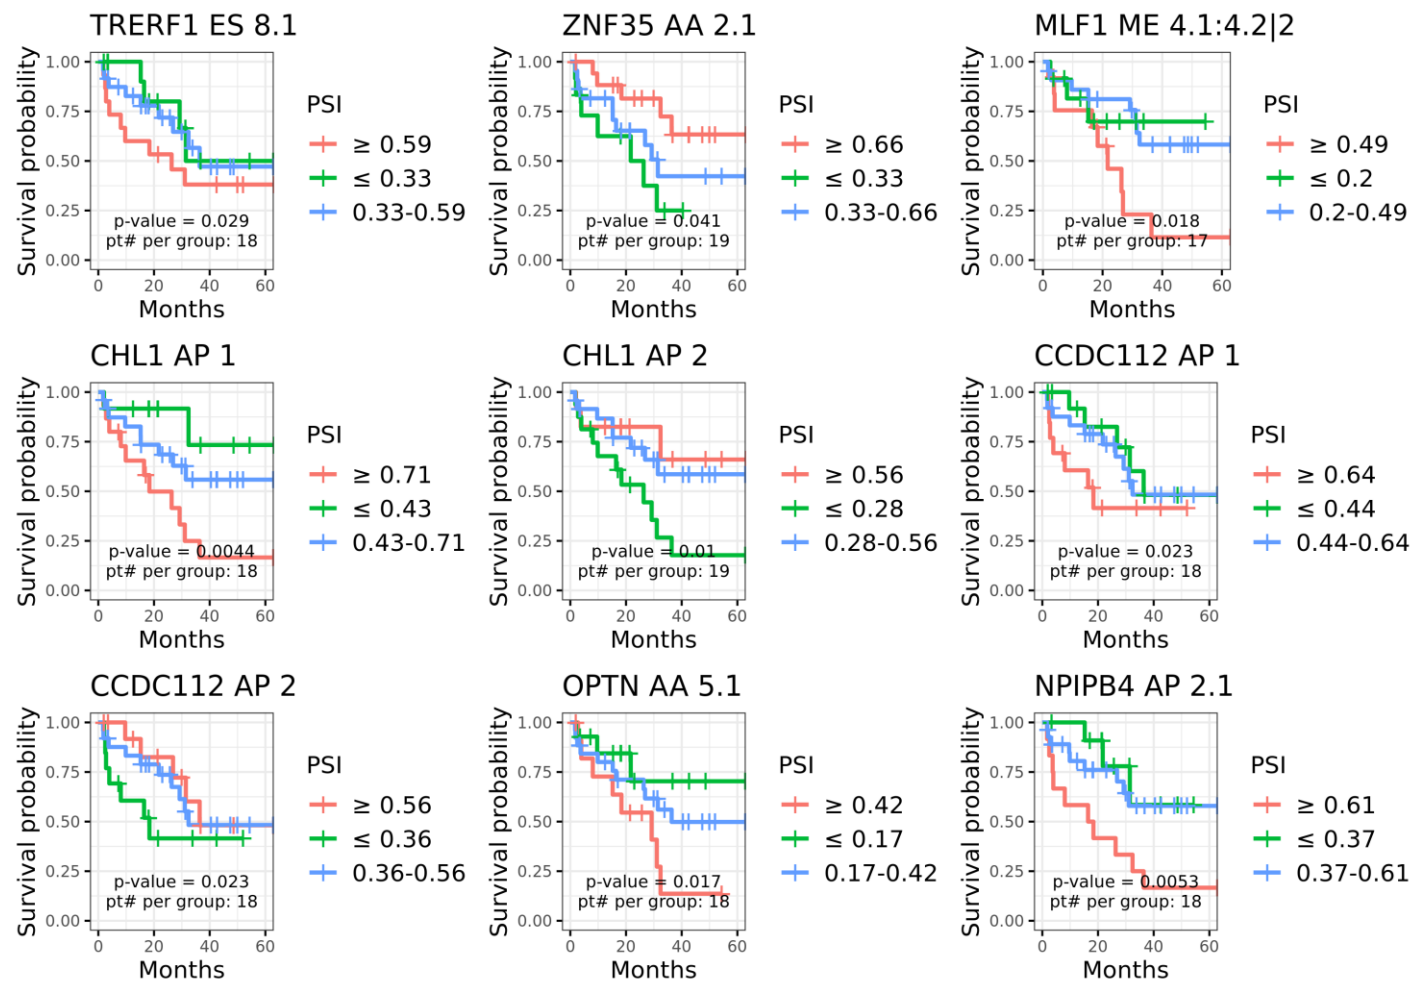 TRERF1 ES 8.1
Survival probability
1.00
0.75
0.50
0.25
0.00
p-value = 0.029
pt# per group: 18
0 20 40 60
Months
PSI
≥ 0.59
≤ 0.33
0.33-0.59
ZNF35 AA 2.1
Survival probability
1.00
0.75
0.50
0.25
0.00
p-value = 0.041
pt# per group: 19
0 20 40 60
Months
PSI
≥ 0.66
≤ 0.33
0.33-0.66
MLF1 ME 4.1:4.2|2
Survival probability
1.00
0.75
0.50
0.25
0.00
p-value = 0.018
pt# per group: 17
0 20 40 60
Months
PSI
≥ 0.49
≤ 0.2
0.2-0.49
CHL1 AP 1
Survival probability
1.00
0.75
0.50
0.25
0.00
p-value = 0.0044
pt# per group: 18
0 20 40 60
Months
PSI
≥ 0.71
≤ 0.43
0.43-0.71
CHL1 AP 2
Survival probability
1.00
0.75
0.50
0.25
0.00
p-value = 0.01
pt# per group: 19
0 20 40 60
Months
PSI
≥ 0.56
≤ 0.28
0.28-0.56
CCDC112 AP 1
Survival probability
1.00
0.75
0.50
0.25
0.00
p-value = 0.023
pt# per group: 18
0 20 40 60
Months
PSI
≥ 0.64
≤ 0.44
0.44-0.64
CCDC112 AP 2
Survival probability
1.00
0.75
0.50
0.25
0.00
p-value = 0.023
pt# per group: 18
0 20 40 60
Months
PSI
≥ 0.56
≤ 0.36
0.36-0.56
OPTN AA 5.1
Survival probability
1.00
0.75
0.50
0.25
0.00
p-value = 0.017
pt# per group: 18
0 20 40 60
Months
PSI
≥ 0.42
≤ 0.17
0.17-0.42
NPIPB4 AP 2.1
Survival probability
1.00
0.75
0.50
0.25
0.00
p-value = 0.0053
pt# per group: 18
0 20 40 60
Months
PSI
≥ 0.61
≤ 0.37
0.37-0.61